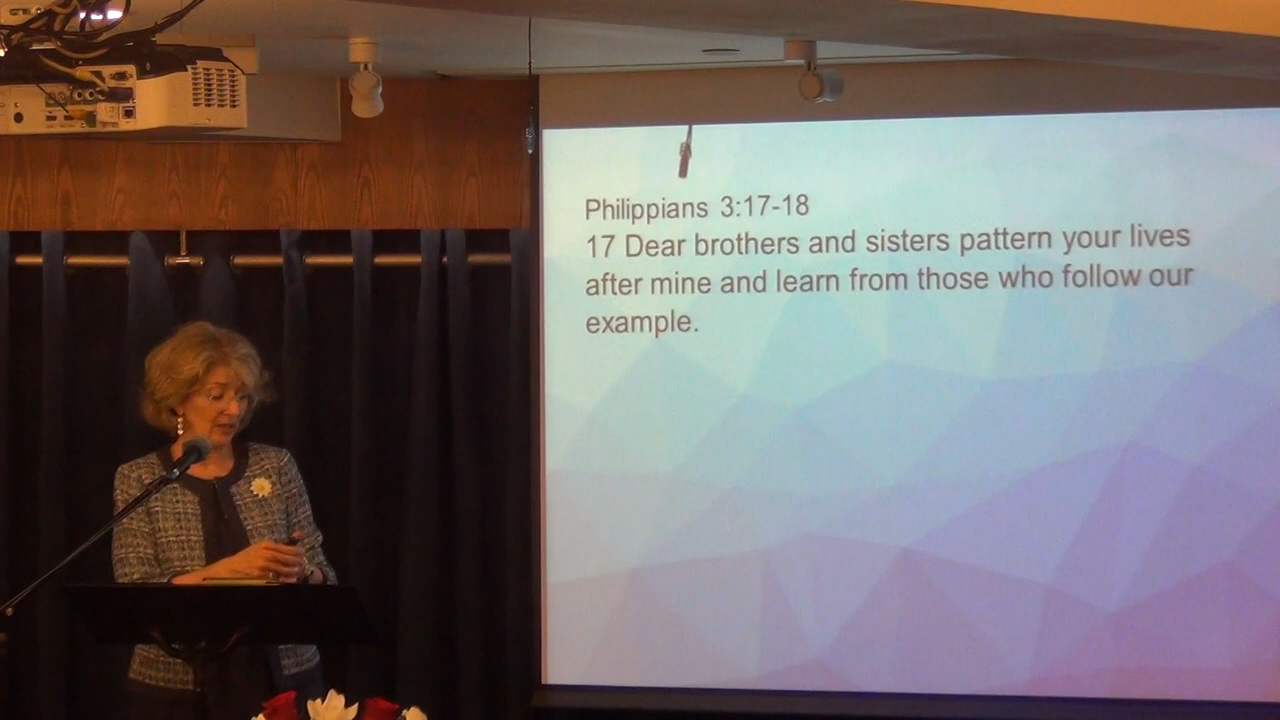 Philippians 3:17-18
17 Dear brothers and sisters pattern your lives
after mine and learn from those who follow our
example.